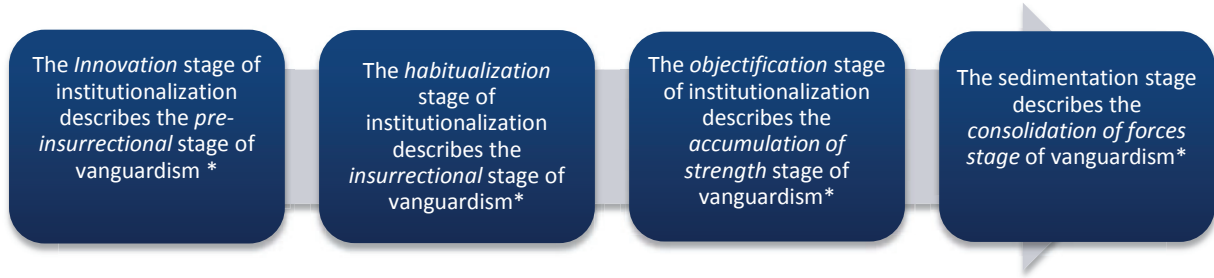 The Innovation stage of
institutionalization
describes the pre-
insurrectional stage of
vanguardism *
The habitualization
stage of
institutionalization
describes the
insurrectional stage of
vanguardism*
The objectification stage
of institutionalization
describes the
accumulation of
strength stage of
vanguardism*
The sedimentation stage
describes the
consolidation of forces
stage of vanguardism*